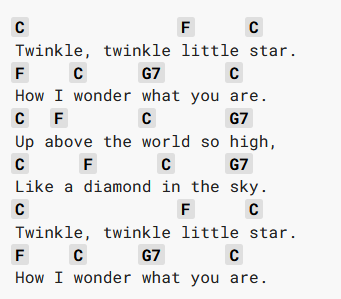 C F C
Twinkle, twinkle little star.
F C G7 C
How I wonder what you are.
C F C G7
Up above the world so high,
C F C G7
Like a diamond in the sky.
C F C
Twinkle, twinkle little star.
F C G7 C
How I wonder what you are.